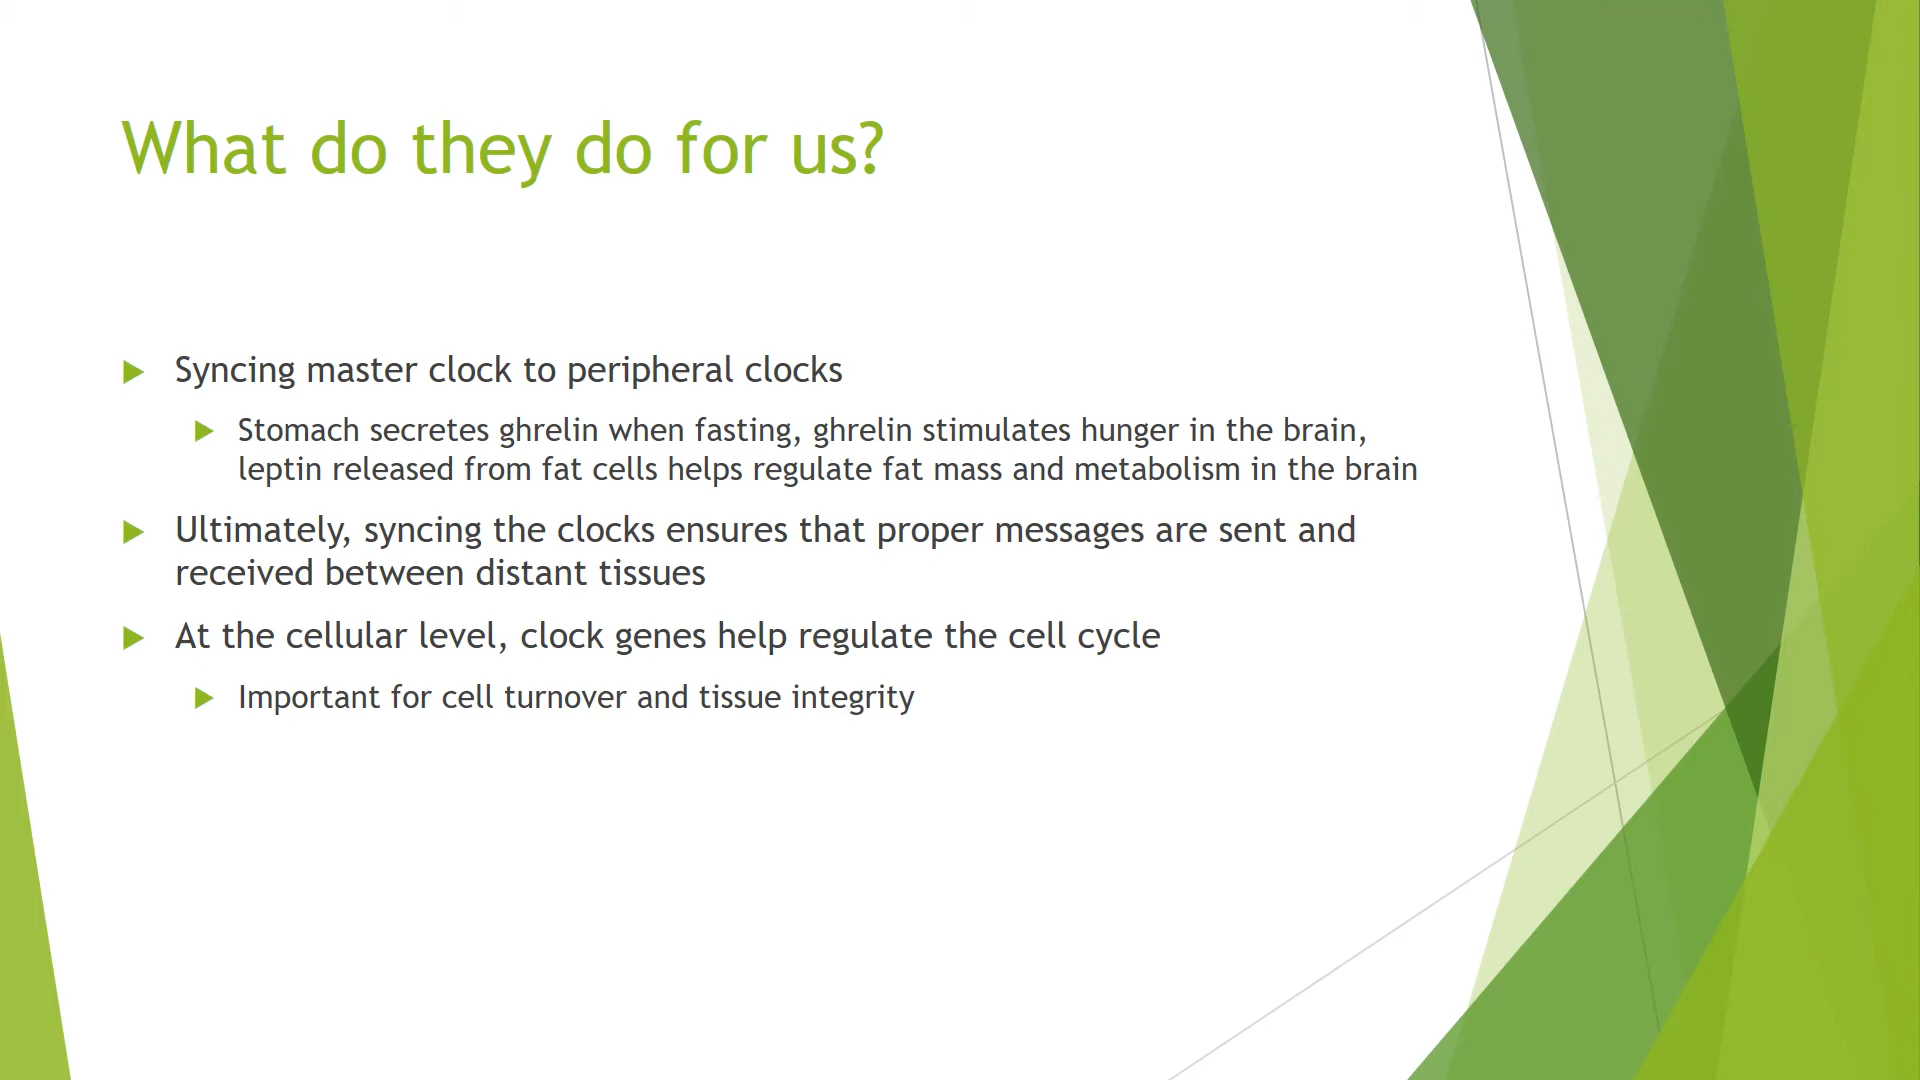 What do they do for us?
Syncing master clock to peripheral clocks
Stomach secretes ghrelin when fasting, ghrelin stimulates hunger in the brain,
leptin released from fat cells helps regulate fat mass and metabolism in the brain
Ultimately, syncing the clocks ensures that proper messages are sent and
received between distant tissues
At the cellular level, clock genes help regulate the cell cycle
Important for cell turnover and tissue integrity